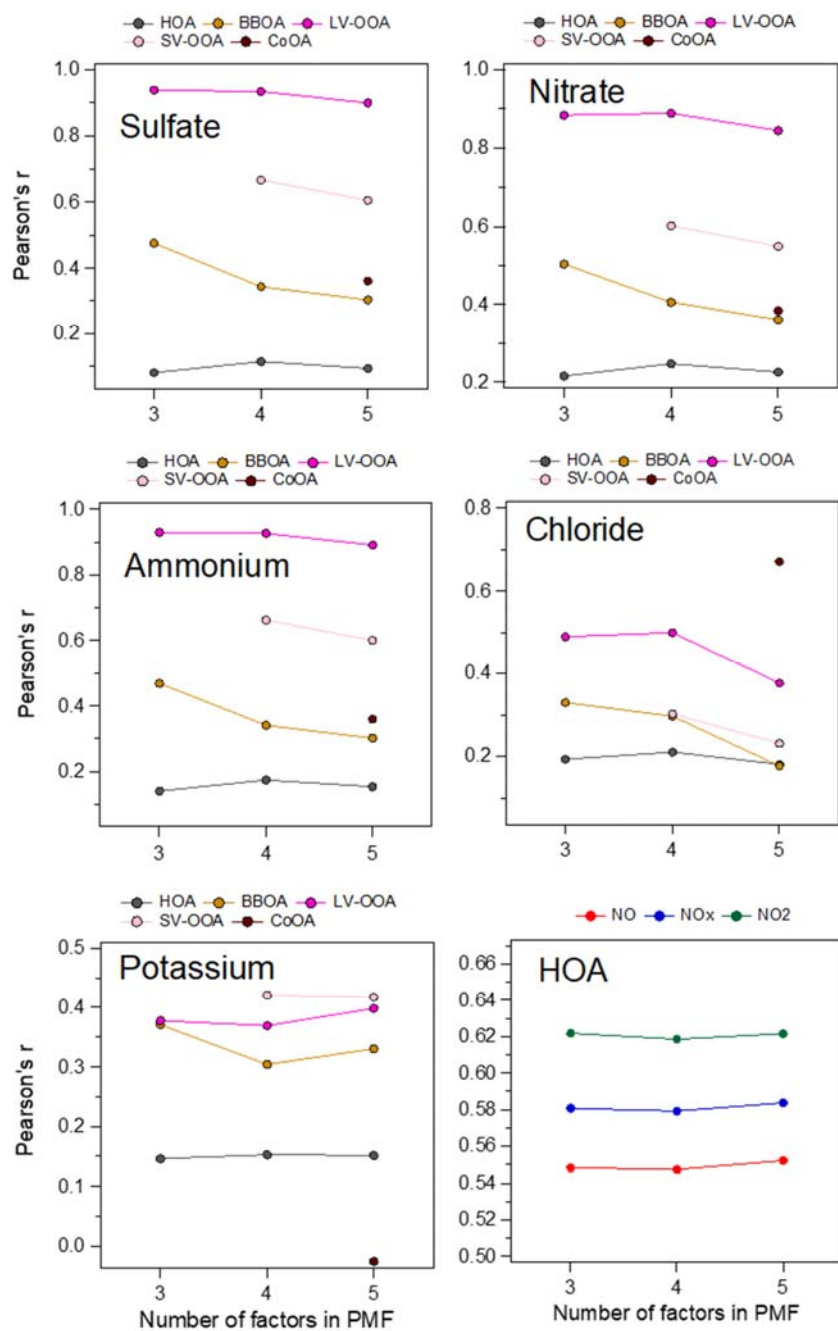 HOA BBOA LV-OOA
SV-OOA CoOA
Sulfate
Pearson's r
1.0
0.8
0.6
0.4
0.2
3 4 5
HOA BBOA LV-OOA
SV-OOA CoOA
Nitrate
1.0
0.8
0.6
0.4
0.2
3 4 5
HOA BBOA LV-OOA
SV-OOA CoOA
Ammonium
Pearson's r
1.0
0.8
0.6
0.4
0.2
3 4 5
HOA BBOA LV-OOA
SV-OOA CoOA
Chloride
0.8
0.6
0.4
0.2
3 4 5
HOA BBOA LV-OOA
SV-OOA CoOA
Potassium
Pearson's r
0.5
0.4
0.3
0.2
0.1
0.0
3 4 5
Number of factors in PMF
NO NOx NO2
HOA
0.66
0.64
0.62
0.60
0.58
0.56
0.54
0.52
0.50
3 4 5
Number of factors in PMF